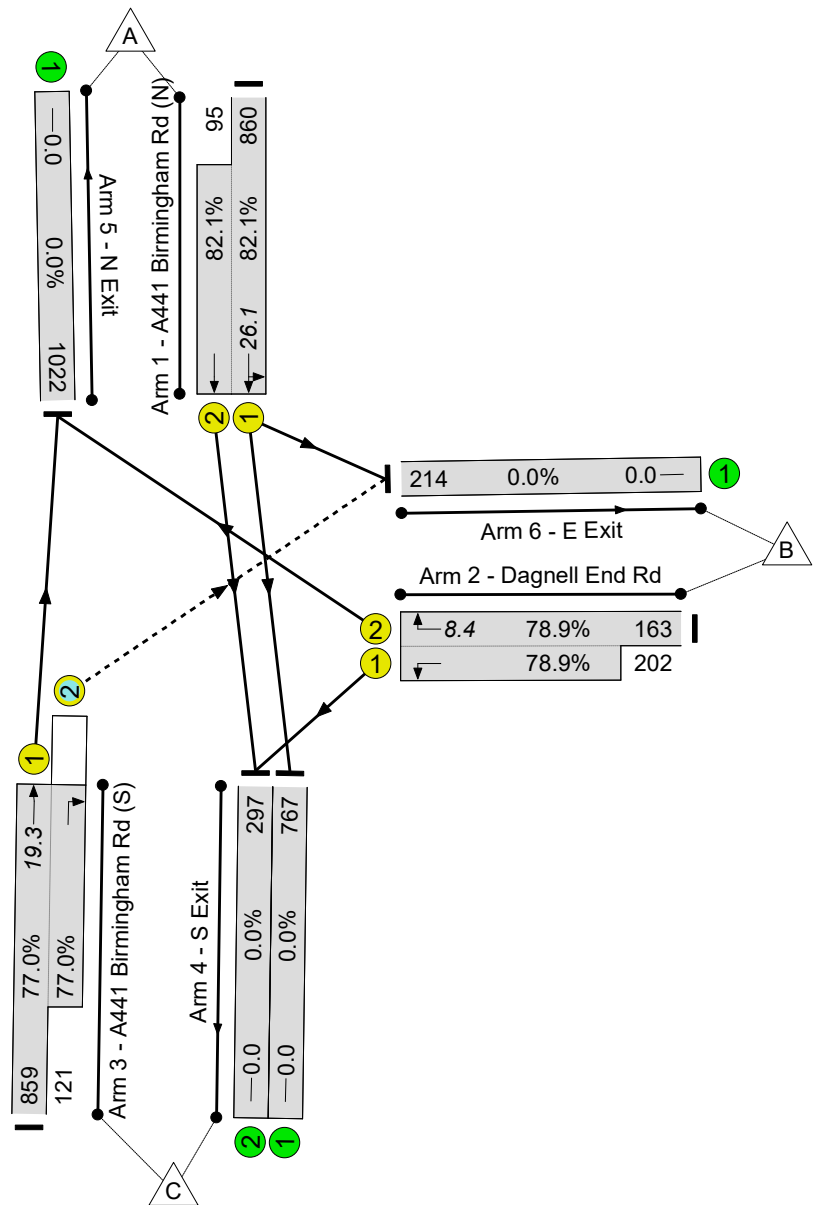 A
1
0.0
0.0%
1022
Arm 5 - N Exit
Arm 1 - A441 Birmingham Rd (N)
95
82.1%
860
82.1%
26.1
2
1
214 0.0% 0.0
1
Arm 6 - E Exit
B
Arm 2 - Dagnell End Rd
2
8.4 78.9% 163
1
78.9% 202
2
1
19.3
77.0%
859
77.0%
121
Arm 3 - A441 Birmingham Rd (S)
Arm 4 - S Exit
297
0.0%
0.0
767
0.0%
0.0
2
1
C